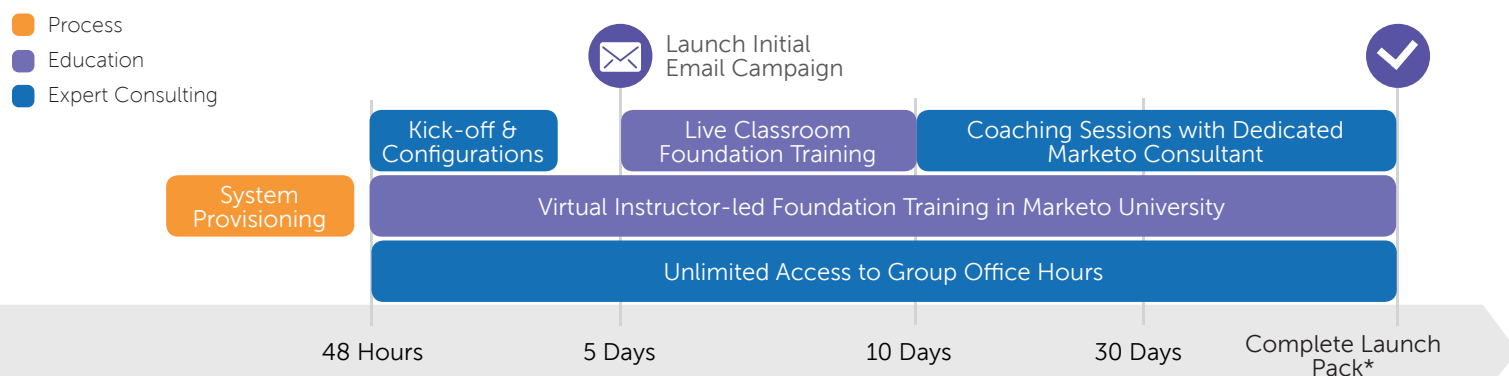 Process
Education
Expert Consulting
Launch Initial
Email Campaign
Kick-off &
Configurations
Live Classroom
Foundation Training
Coaching Sessions with Dedicated
Marketo Consultant
System
Provisioning
Virtual Instructor-led Foundation Training in Marketo University
Unlimited Access to Group Office Hours
48 Hours
5 Days
10 Days
30 Days
Complete Launch
Pack*